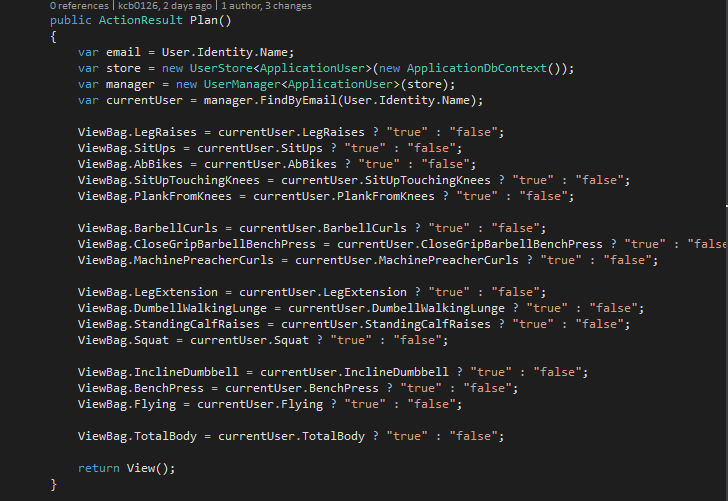 0 references | kcb0126, 2 days ago | 1 author, 3 changes
public ActionResult Plan()
{
var email = User.Identity.Name;
var store = new UserStore<ApplicationUser>(new ApplicationDbContext());
var manager = new UserManager<ApplicationUser>(store);
var currentUser = manager.FindByEmail(User.Identity.Name);
ViewBag.LegRaises = currentUser.LegRaises ? "true" : "false";
ViewBag.SitUps = currentUser.SitUps ? "true" : "false";
ViewBag.AbBikes = currentUser.AbBikes ? "true" : "false";
ViewBag.SitUpTouchingKnees = currentUser.SitUpTouchingKnees ? "true" : "false";
ViewBag.PlankFromKnees = currentUser.PlankFromKnees ? "true" : "false";
ViewBag.BarbellCurls = currentUser.BarbellCurls ? "true" : "false";
ViewBag.CloseGripBarbellBenchPress = currentUser.CloseGripBarbellBenchPress ? "true" : "false
ViewBag.MachinePreacherCurls = currentUser.MachinePreacherCurls ? "true" : "false";
ViewBag.LegExtension = currentUser.LegExtension ? "true" : "false";
ViewBag.DumbellWalkingLunge = currentUser.DumbellWalkingLunge ? "true" : "false";
ViewBag.StandingCalfRaises = currentUser.StandingCalfRaises ? "true" : "false";
ViewBag.Squat = currentUser.Squat ? "true" : "false";
ViewBag.InclineDumbbell = currentUser.InclineDumbbell ? "true" : "false";
ViewBag.BenchPress = currentUser.BenchPress ? "true" : "false";
ViewBag.Flying = currentUser.Flying ? "true" : "false";
ViewBag.TotalBody = currentUser.TotalBody ? "true" : "false";
return View();
}